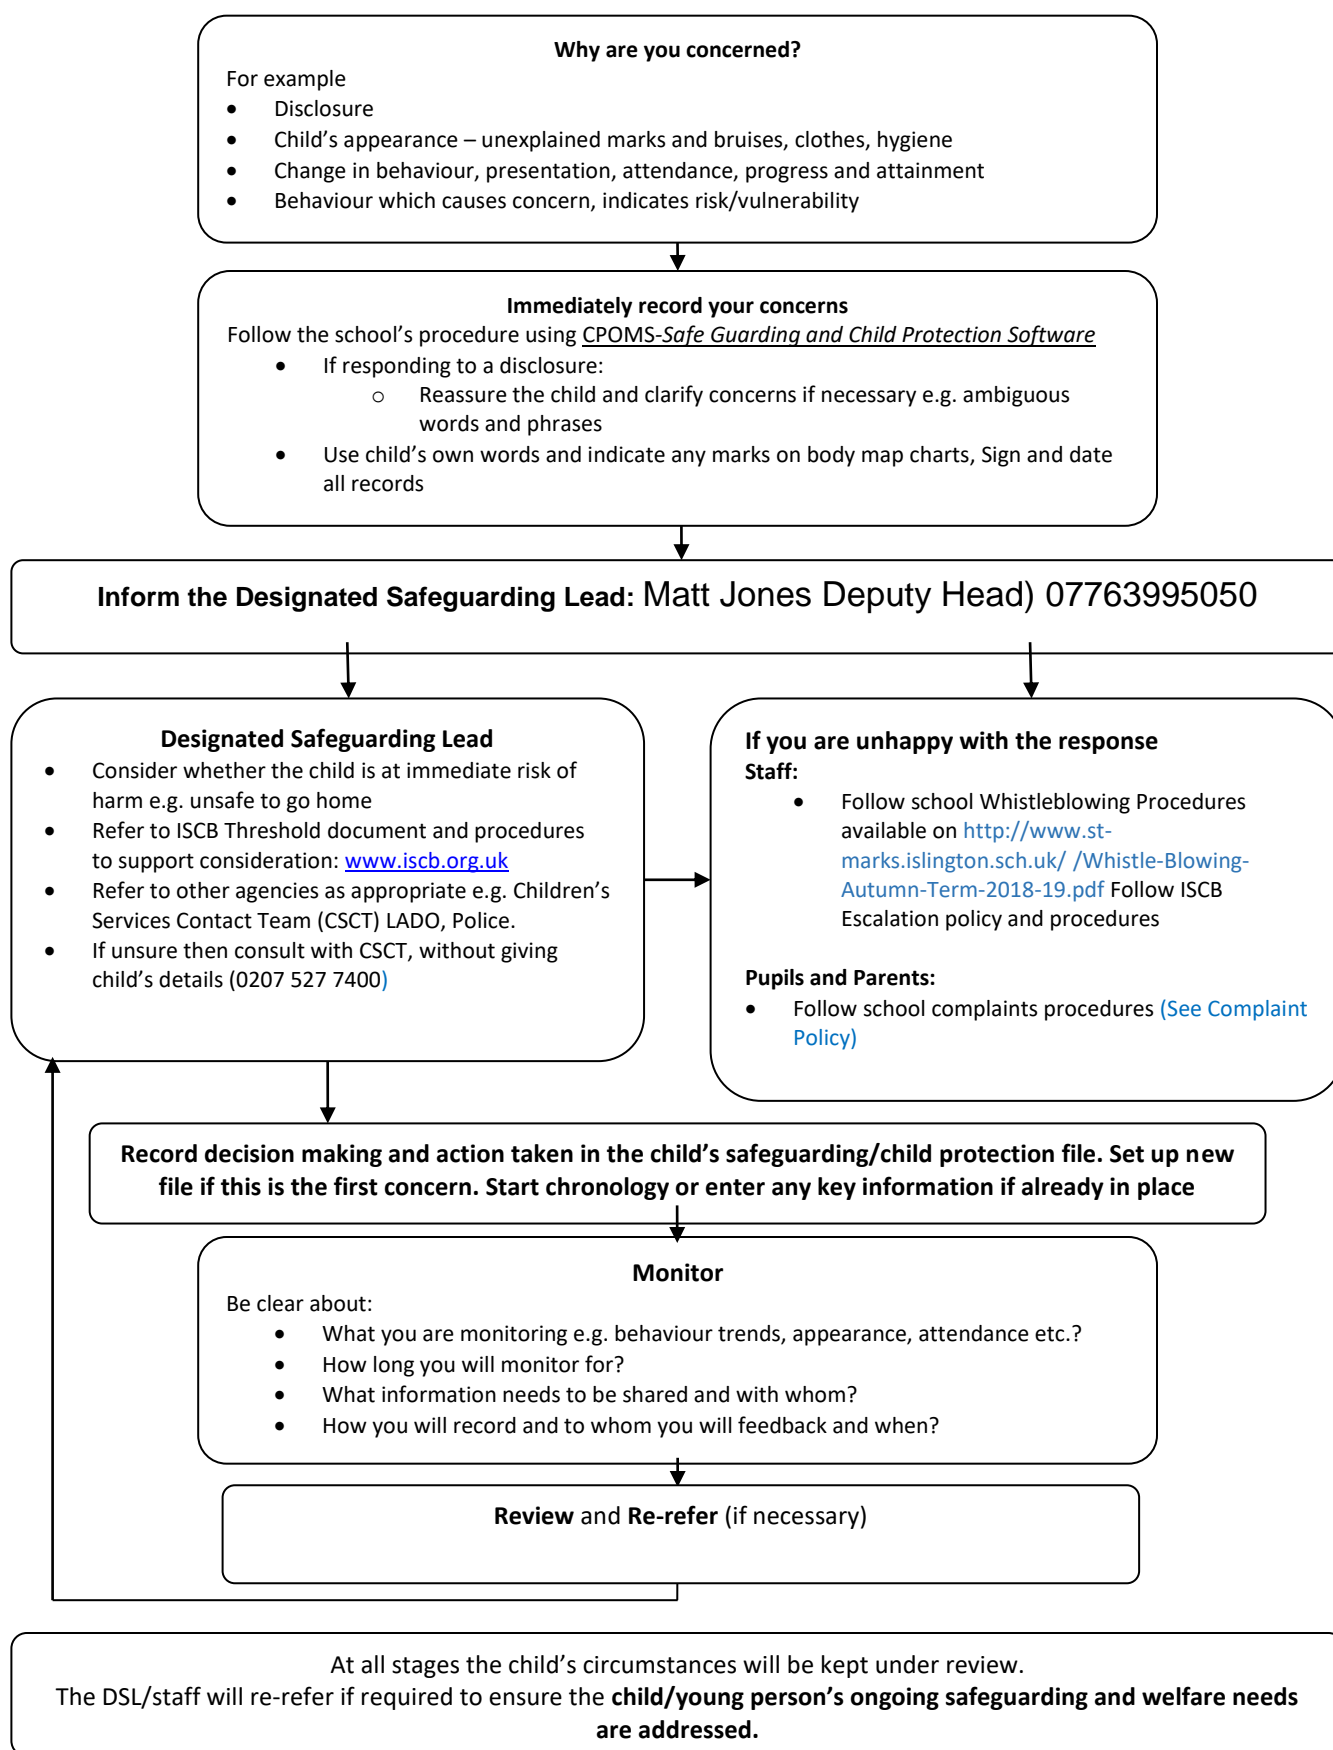 Why are you concerned?
For example
• Disclosure
• Child’s appearance – unexplained marks and bruises, clothes, hygiene
• Change in behaviour, presentation, attendance, progress and attainment
• Behaviour which causes concern, indicates risk/vulnerability
Immediately record your concerns
Follow the school’s procedure using CPOMS-Safe Guarding and Child Protection Software
• If responding to a disclosure:
o Reassure the child and clarify concerns if necessary e.g. ambiguous
words and phrases
• Use child’s own words and indicate any marks on body map charts, Sign and date
all records
Inform the Designated Safeguarding Lead: Matt Jones Deputy Head) 07763995050
Designated Safeguarding Lead
• Consider whether the child is at immediate risk of
harm e.g. unsafe to go home
• Refer to ISCB Threshold document and procedures
to support consideration: www.iscb.org.uk
• Refer to other agencies as appropriate e.g. Children’s
Services Contact Team (CSCT) LADO, Police.
• If unsure then consult with CSCT, without giving
child’s details (0207 527 7400)
If you are unhappy with the response
Staff:
• Follow school Whistleblowing Procedures
available on http://www.st-
marks.islington.sch.uk/ /Whistle-Blowing-
Autumn-Term-2018-19.pdf Follow ISCB
Escalation policy and procedures
Pupils and Parents:
• Follow school complaints procedures (See Complaint
Policy)
Record decision making and action taken in the child’s safeguarding/child protection file. Set up new
file if this is the first concern. Start chronology or enter any key information if already in place
Monitor
Be clear about:
• What you are monitoring e.g. behaviour trends, appearance, attendance etc.?
• How long you will monitor for?
• What information needs to be shared and with whom?
• How you will record and to whom you will feedback and when?
Review and Re-refer (if necessary)
At all stages the child’s circumstances will be kept under review.
The DSL/staff will re-refer if required to ensure the child/young person’s ongoing safeguarding and welfare needs
are addressed.